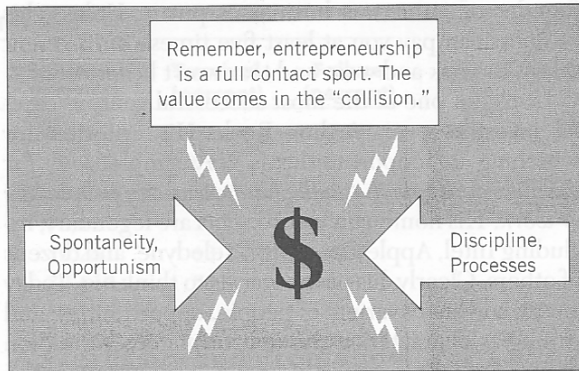 Remember, entrepreneurship
is a full contact sport. The
value comes in the “collision.”
Spontaneity,
Opportunism
$
Discipline,
Processes